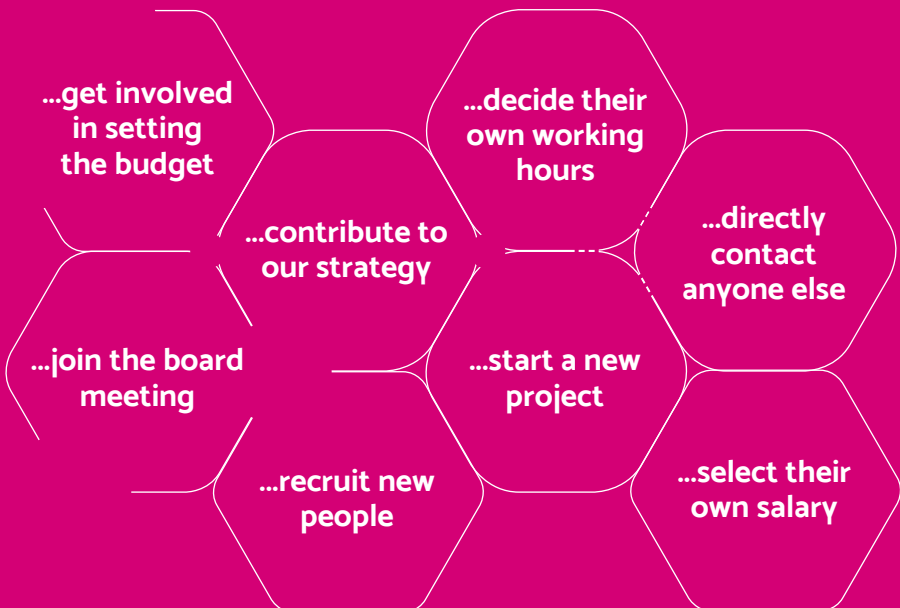 ...get involved
in setting
the budget
...decide their
own working
hours
...contribute to
our strategy
...directly
contact
anyone else
...join the board
meeting
...start a new
project
...recruit new
people
...select their
own salary